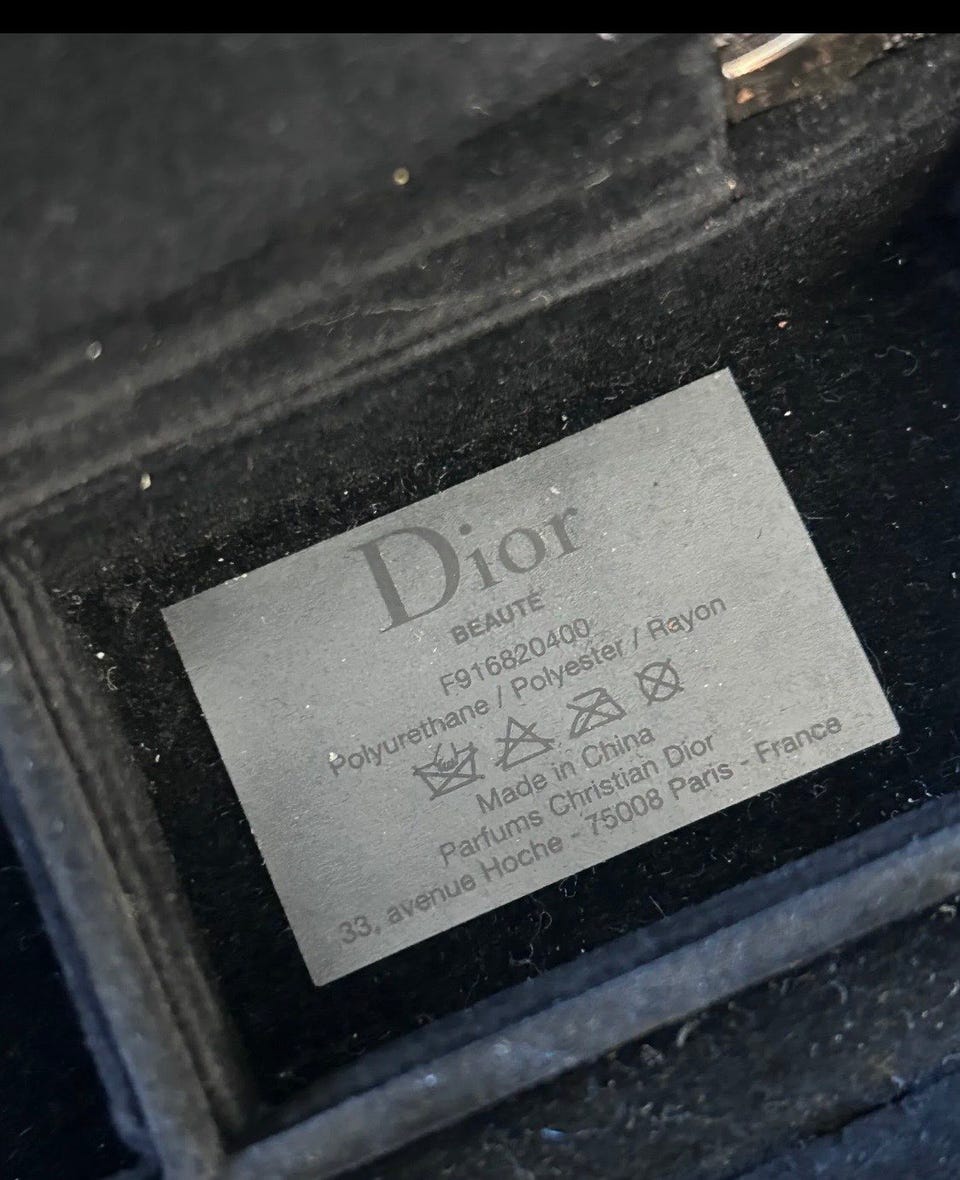 Dior
BEAUTÉ
F916820400
Polyurethane / Polyester / Rayon
Made in China
Parfums Christian Dior
33, avenue Hoche - 75008 Paris - France